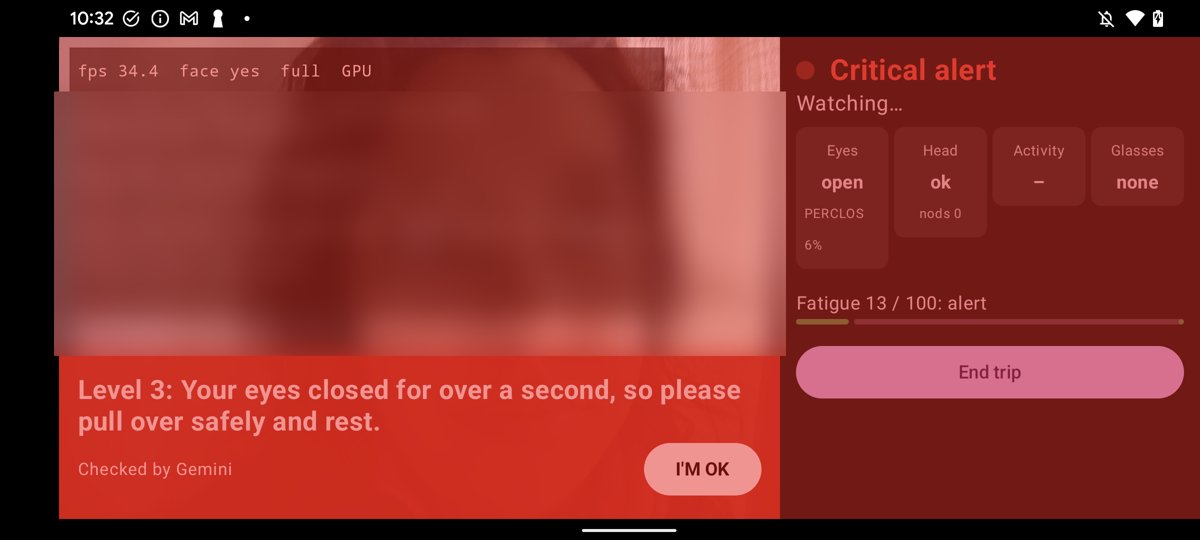 10:32
fps 34.4 face yes full GPU
Critical alert
Watching…
Eyes
open
PERCLOS
6%
Head
ok
nods 0
Activity
–
Glasses
none
Fatigue 13 / 100: alert
End trip
Level 3: Your eyes closed for over a second, so please
pull over safely and rest.
Checked by Gemini
I'M OK